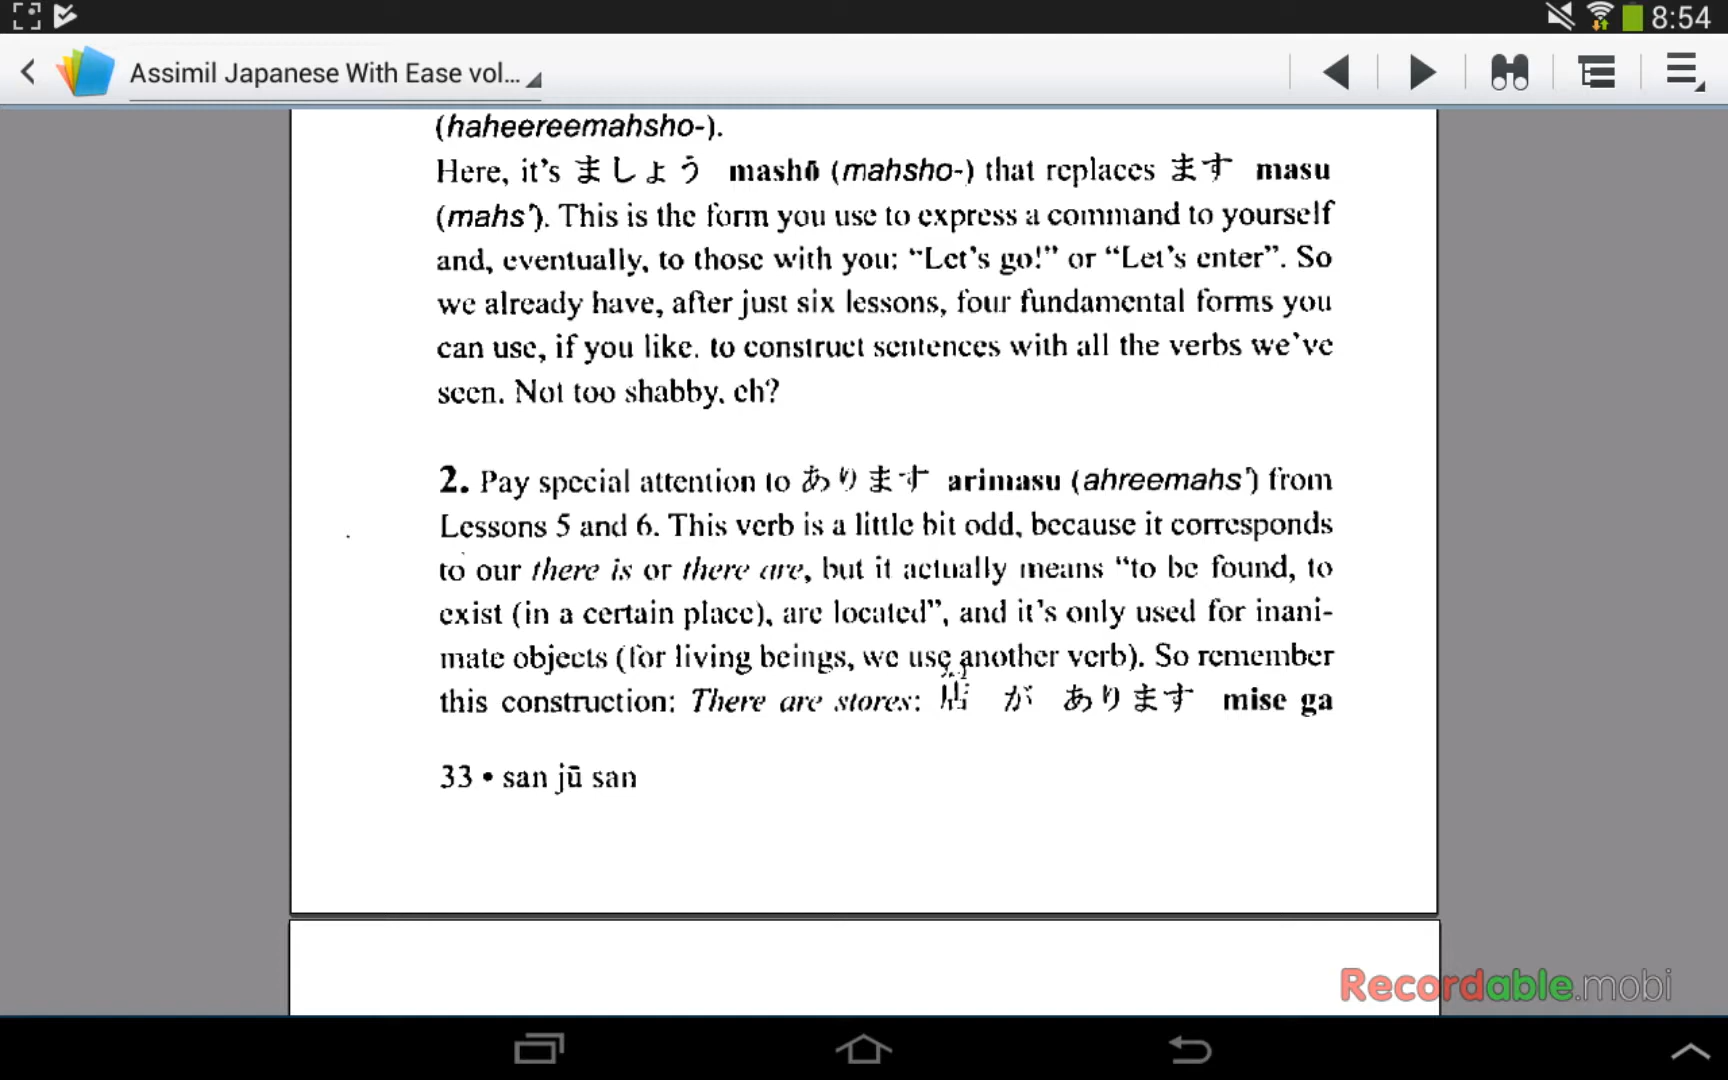 8:54
Assimil Japanese With Ease vol...
(haheereemahsho-).
Here, it's ましょう mashō (mahsho-) that replaces ます masu
(mahs'). This is the form you use to express a command to yourself
and, eventually, to those with you: "Let's go!" or "Let's enter". So
we already have, after just six lessons, four fundamental forms you
can use, if you like. to construct sentences with all the verbs we've
seen. Not too shabby, eh?
2. Pay special attention to あります arimasu (ahreemahs') from
Lessons 5 and 6. This verb is a little bit odd, because it corresponds
to our there is or there are, but it actually means "to be found, to
exist (in a certain place), are located", and it's only used for inani-
mate objects (for living beings, we use another verb). So remember
this construction: There are stores: 店 が あります mise ga
33 • san jū san
Recordable.mobi